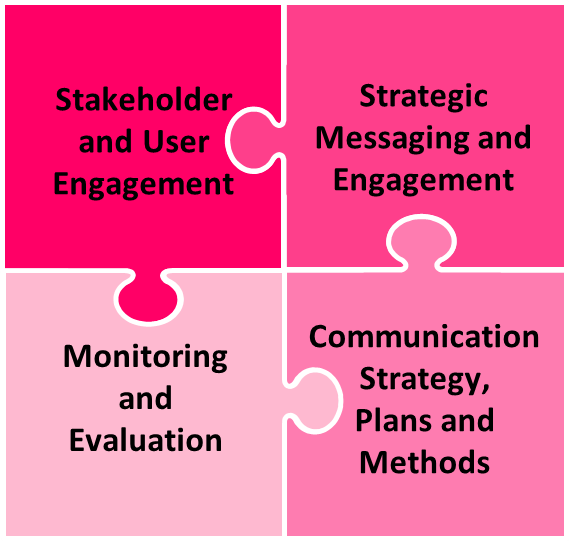 Stakeholder
and User
Engagement
Strategic
Messaging and
Engagement
Monitoring
and
Evaluation
Communication
Strategy,
Plans and
Methods